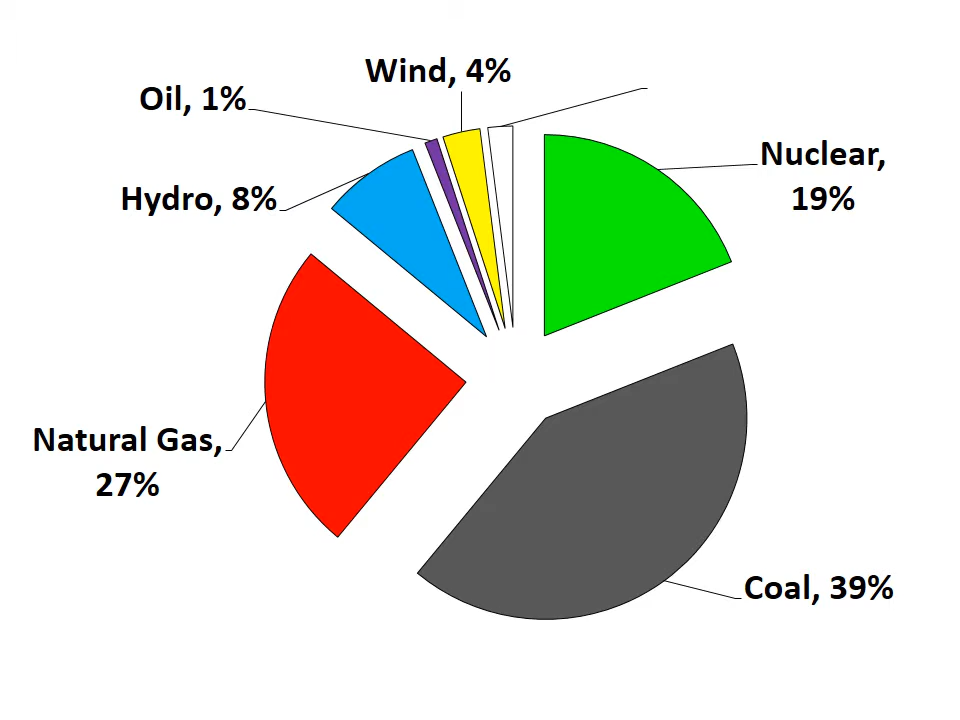 Wind, 4%
Oil, 1%
Nuclear,
19%
Hydro, 8%
Natural Gas,
27%
Coal, 39%